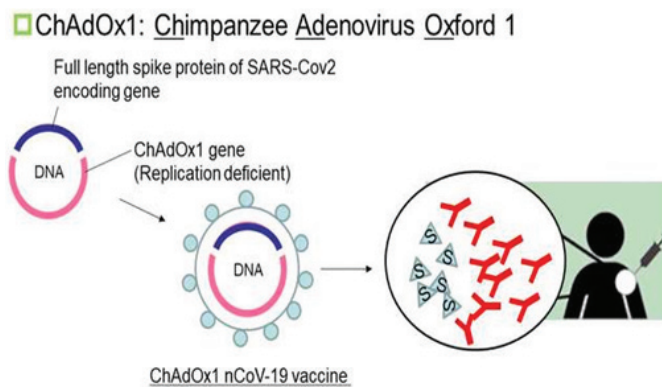 ChAdOx1: Chimpanzee Adenovirus Oxford 1
Full length spike protein of SARS-Cov2
encoding gene
DNA
ChAdOx1 gene
(Replication deficient)
DNA
S
S
S
S
S
S
ChAdOx1 nCoV-19 vaccine